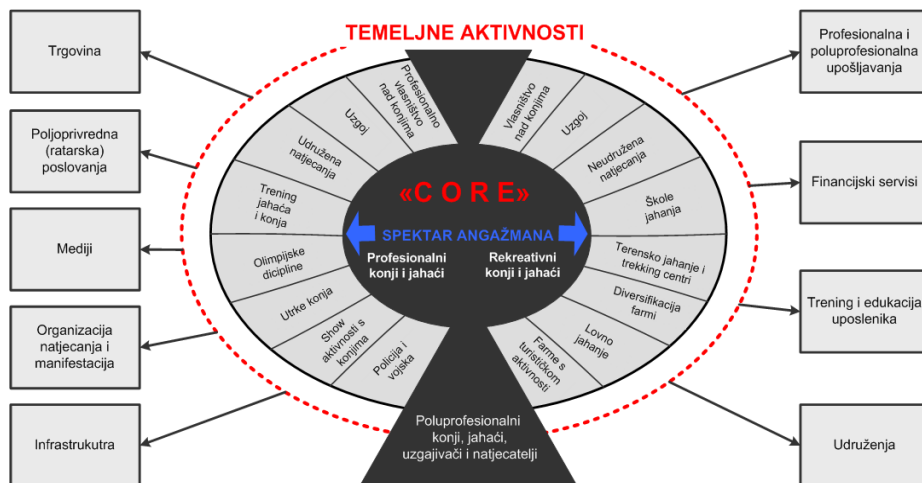 TEMELJNE AKTIVNOSTI
Trgovina
Poljoprivredna
(ratarska)
poslovanja
Mediji
Organizacija
natjecanja i
manifestacija
Infrastrukutra
Profesionalno
vlasništvo
nad konjima
Uzgoj
Udružena
natjecanja
Trening
jahaća
i konja
Olimpijske
dicipline
Utrke konja
Show
aktivnosti s
konjima
Policija i
vojska
«C O R E»
SPEKTAR ANGAŽMANA
Profesionalni
konji i jahaći
Rekreativni
konji i jahaći
Vlasništvo
nad konjima
Uzgoj
Neudružena
natjecanja
Škole
jahanja
Terensko jahanje i
trekking centri
Diversifikacija
farmi
Lovno
jahanje
Farme s
turističkom
aktivnosti
Poluprofesionalni
konji, jahaći,
uzgajivači i natjecatelji
Profesionalna i
poluprofesionalna
upošljavanja
Financijski servisi
Trening i edukacija
uposlenika
Udruženja